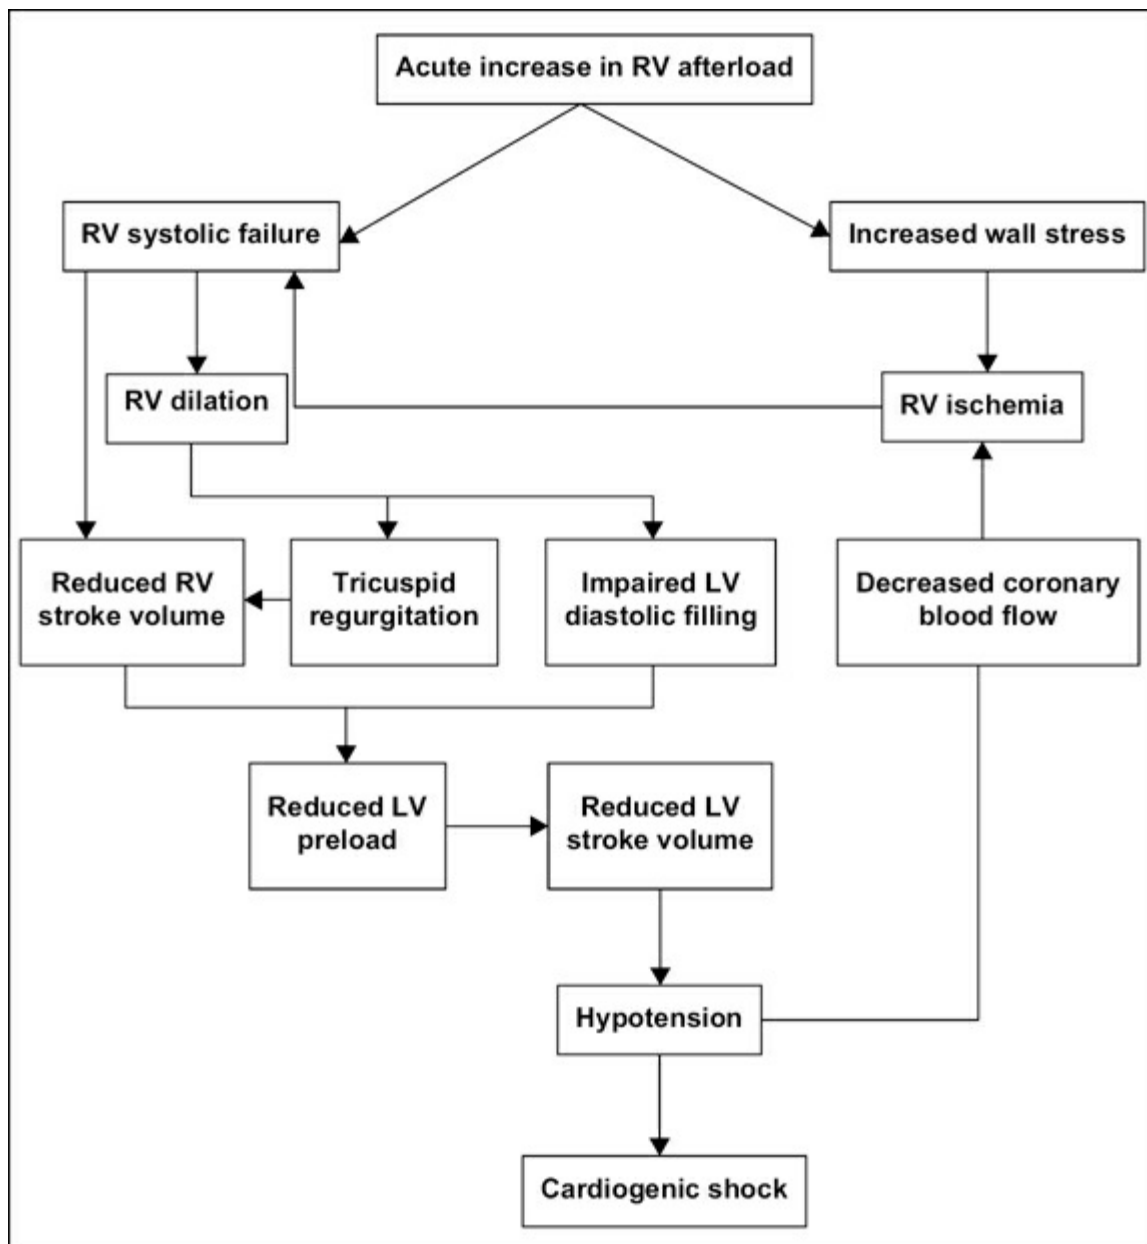 Acute increase in RV afterload
RV systolic failure
Increased wall stress
RV dilation
RV ischemia
Reduced RV
stroke volume
Tricuspid
regurgitation
Impaired LV
diastolic filling
Decreased coronary
blood flow
Reduced LV
preload
Reduced LV
stroke volume
Hypotension
Cardiogenic shock